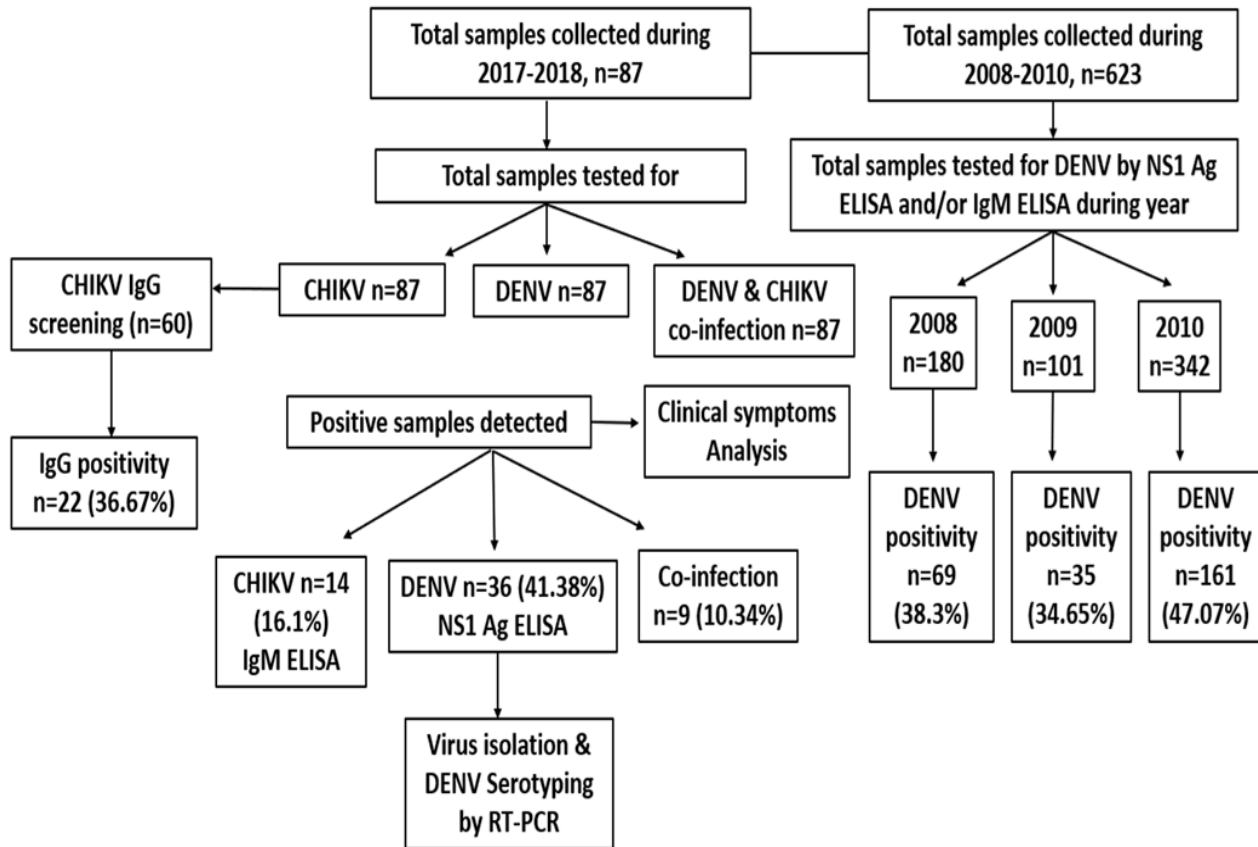 Total samples collected during
2017-2018, n=87
Total samples collected during
2008-2010, n=623
Total samples tested for
Total samples tested for DENV by NS1 Ag
ELISA and/or IgM ELISA during year
CHIKV IgG
screening (n=60)
CHIKV n=87
DENV n=87
DENV & CHIKV
co-infection n=87
2008
n=180
2009
n=101
2010
n=342
Positive samples detected
Clinical symptoms
Analysis
IgG positivity
n=22 (36.67%)
DENV
positivity
n=69
(38.3%)
DENV
positivity
n=35
(34.65%)
DENV
positivity
n=161
(47.07%)
CHIKV n=14
(16.1%)
IgM ELISA
DENV n=36 (41.38%)
NS1 Ag ELISA
Co-infection
n=9 (10.34%)
Virus isolation &
DENV Serotyping
by RT-PCR